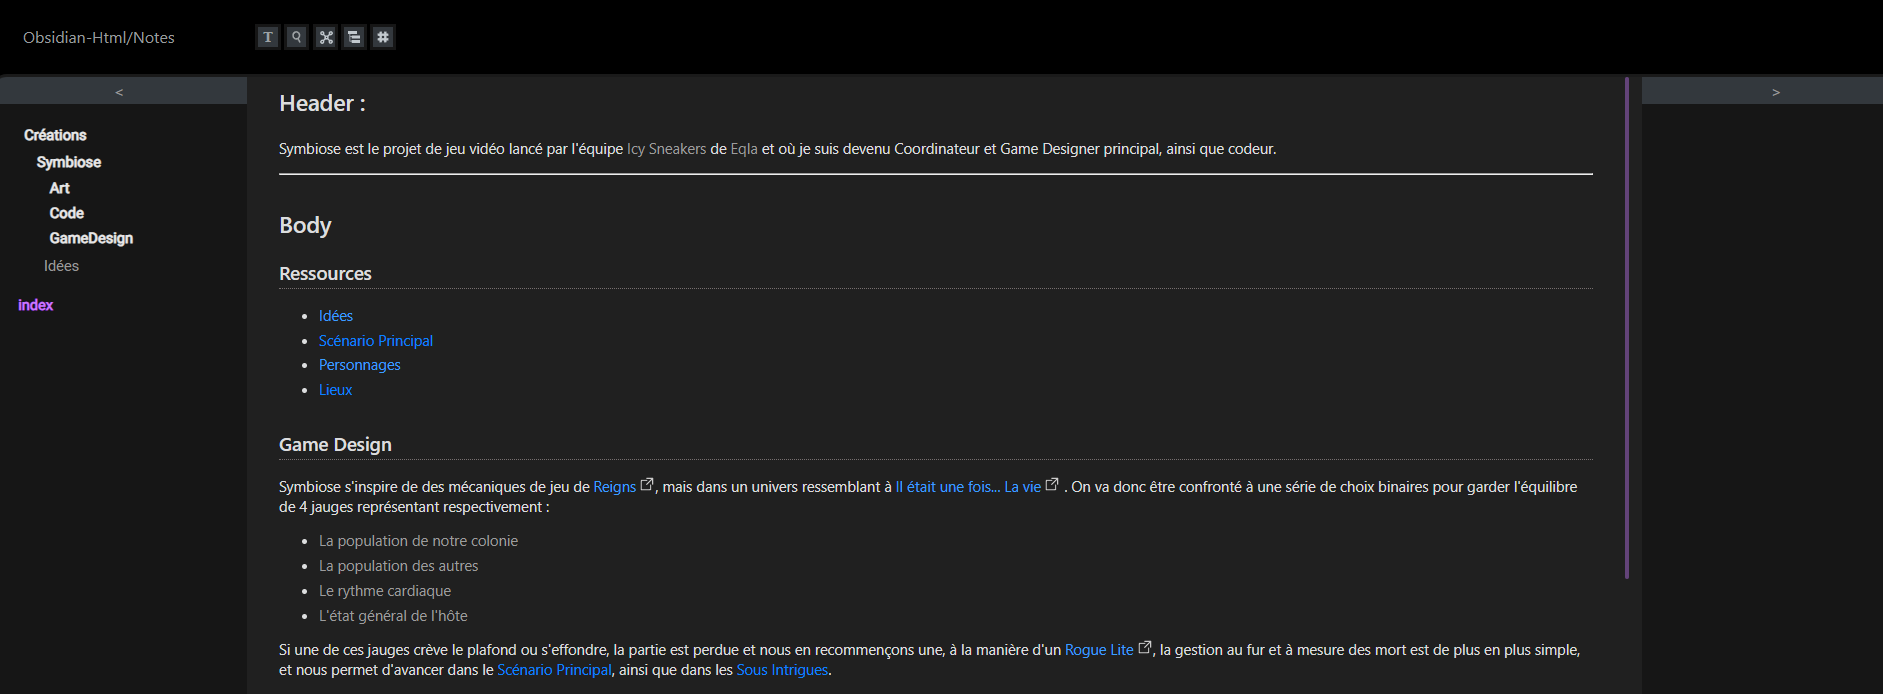 Obsidian-Html/Notes
T
<
>
Créations
Symbiose
Art
Code
GameDesign
Idées
index
Header :
Symbiose est le projet de jeu vidéo lancé par l'équipe Icy Sneakers de Eqla et où je suis devenu Coordinateur et Game Designer principal, ainsi que codeur.
Body
Ressources
Idées
Scénario Principal
Personnages
Lieux
Game Design
Symbiose s'inspire de des mécaniques de jeu de Reigns, mais dans un univers ressemblant à Il était une fois... La vie . On va donc être confronté à une série de choix binaires pour garder l'équilibre
de 4 jauges représentant respectivement :
La population de notre colonie
La population des autres
Le rythme cardiaque
L'état général de l'hôte
Si une de ces jauges crève le plafond ou s'effondre, la partie est perdue et nous en recommençons une, à la manière d'un Rogue Lite, la gestion au fur et à mesure des mort est de plus en plus simple,
et nous permet d'avancer dans le Scénario Principal, ainsi que dans les Sous Intrigues.